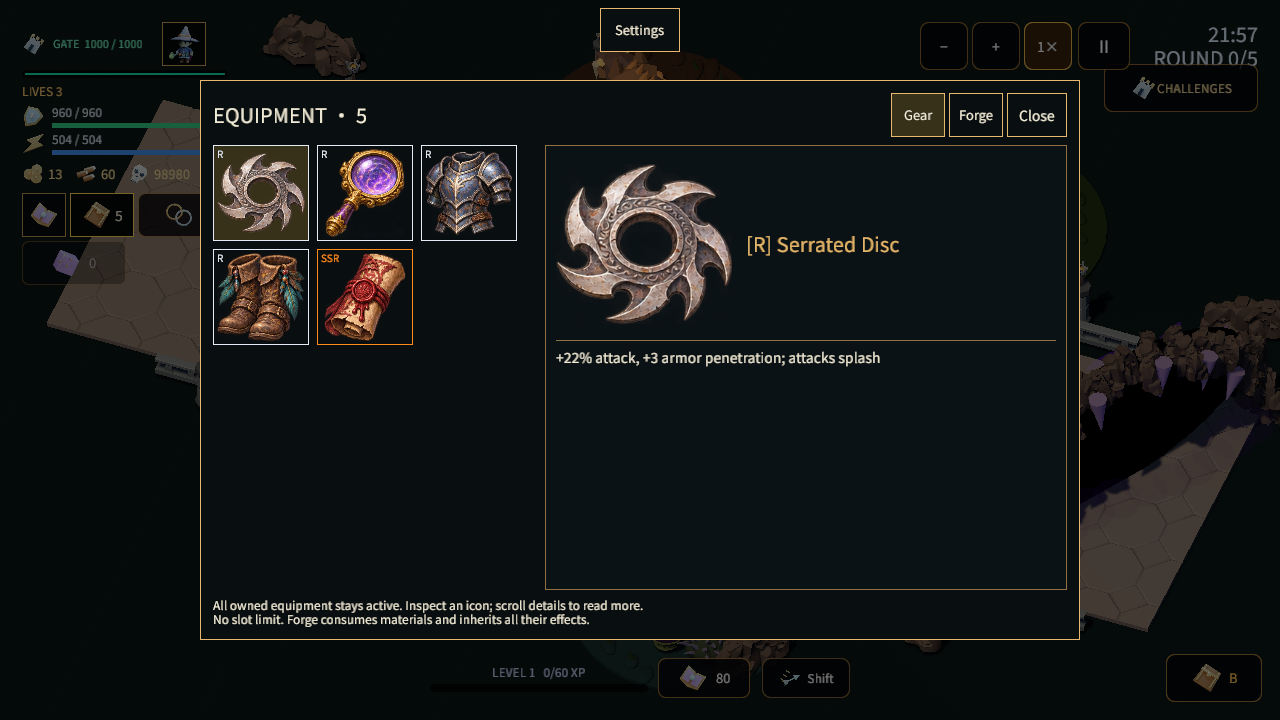 Settings
GATE 1000 / 1000
− + 1× II
21:57
ROUND 0/5
CHALLENGES
LIVES 3
960 / 960
504 / 504
13 60 98980
5
0
EQUIPMENT • 5
Gear Forge Close
R R R
R SSR
[R] Serrated Disc
+22% attack, +3 armor penetration; attacks splash
All owned equipment stays active. Inspect an icon; scroll details to read more.
No slot limit. Forge consumes materials and inherits all their effects.
LEVEL 1 0/60 XP
80
Shift
B